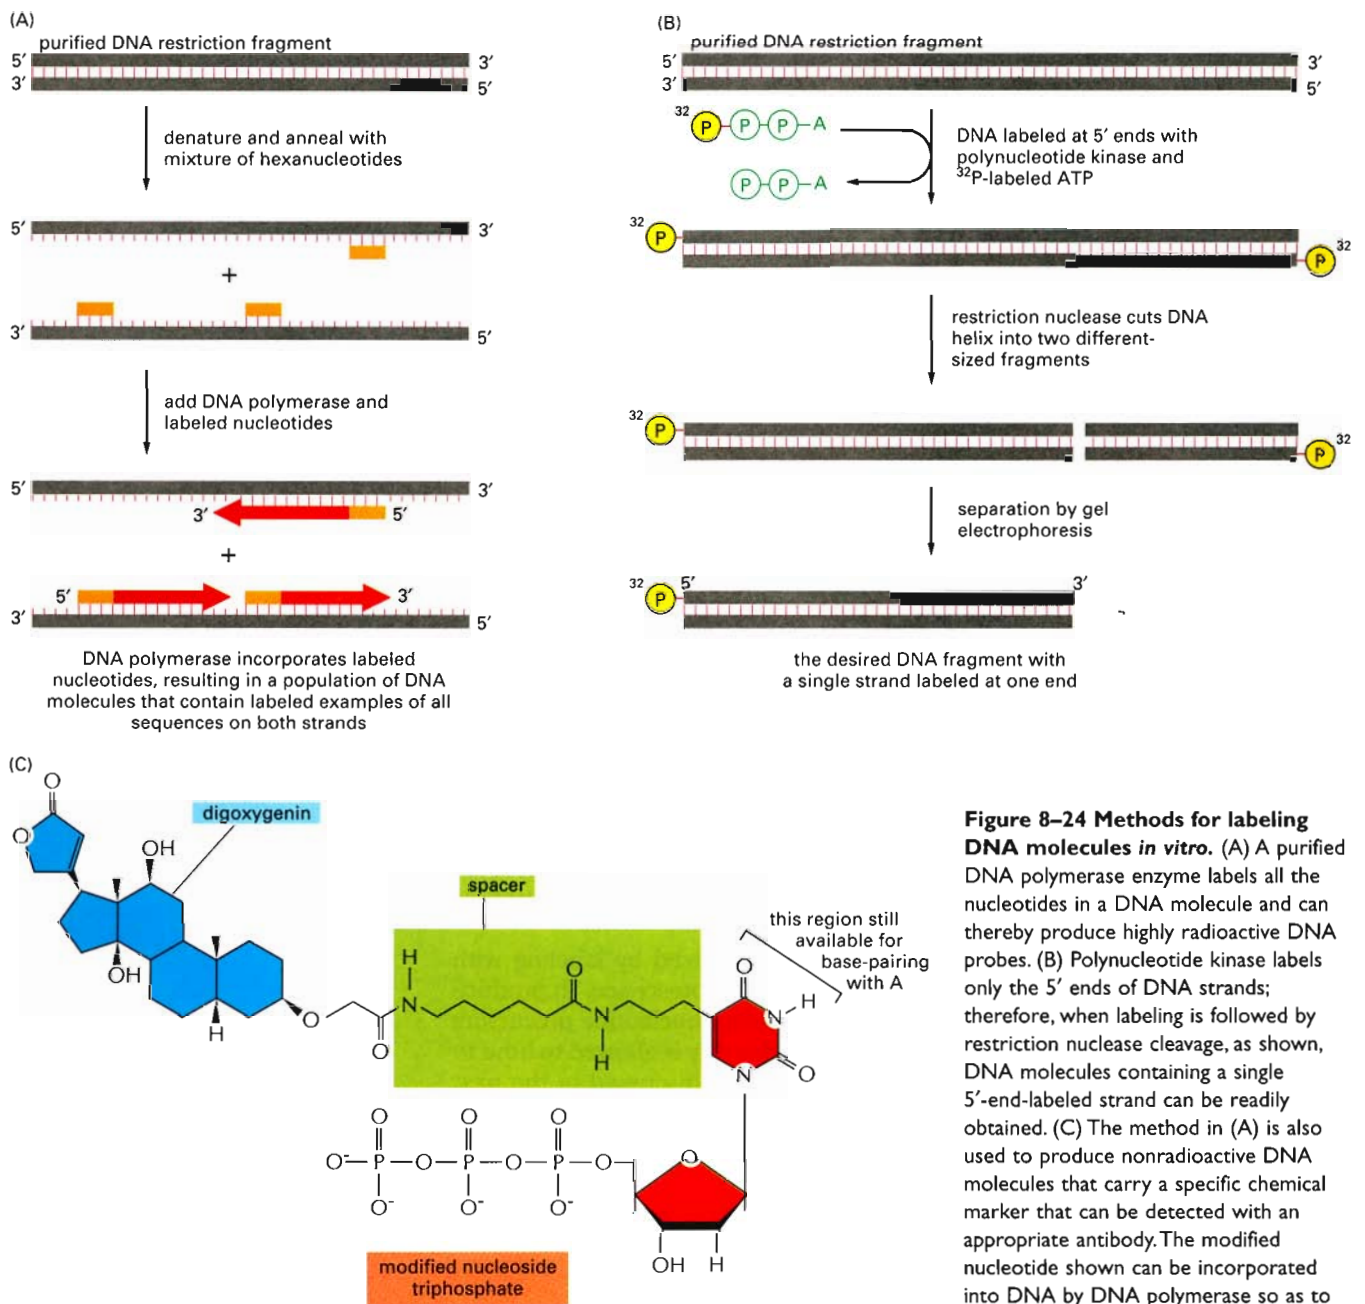 (A)
purified DNA restriction fragment
5′ 3′
3′ 5′
denature and anneal with
mixture of hexanucleotides
5′ 3′
+
3′ 5′
add DNA polymerase and
labeled nucleotides
5′ 3′
3′ 5′
+
5′ 3′
3′ 5′
DNA polymerase incorporates labeled
nucleotides, resulting in a population of DNA
molecules that contain labeled examples of all
sequences on both strands
(B)
purified DNA restriction fragment
5′ 3′
3′ 5′
32
P P P A
P P A
DNA labeled at 5′ ends with
polynucleotide kinase and
32P-labeled ATP
32
P
32
P
restriction nuclease cuts DNA
helix into two different-
sized fragments
32
P
32
P
separation by gel
electrophoresis
32 5′ 3′
P
the desired DNA fragment with
a single strand labeled at one end
(C)
O
O
OH
digoxygenin
OH
H
O
O
spacer
H
N
O
N
H
this region still
available for
base-pairing
with A
O
N H
N O
O O O
O- P O P O P O
O- O- O-
O
OH H
modified nucleoside
triphosphate
Figure 8–24 Methods for labeling
DNA molecules in vitro. (A) A purified
DNA polymerase enzyme labels all the
nucleotides in a DNA molecule and can
thereby produce highly radioactive DNA
probes. (B) Polynucleotide kinase labels
only the 5′ ends of DNA strands;
therefore, when labeling is followed by
restriction nuclease cleavage, as shown,
DNA molecules containing a single
5′-end-labeled strand can be readily
obtained. (C) The method in (A) is also
used to produce nonradioactive DNA
molecules that carry a specific chemical
marker that can be detected with an
appropriate antibody. The modified
nucleotide shown can be incorporated
into DNA by DNA polymerase so as to